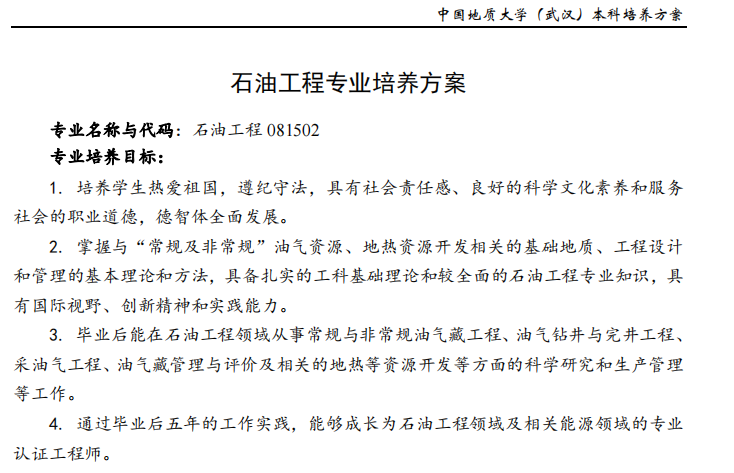 中国地质大学（武汉）本科培养方案
石油工程专业培养方案
专业名称与代码：石油工程 081502
专业培养目标：
1. 培养学生热爱祖国，遵纪守法，具有社会责任感、良好的科学文化素养和服务
社会的职业道德，德智体全面发展。
2. 掌握与“常规及非常规”油气资源、地热资源开发相关的基础地质、工程设计
和管理的基本理论和方法，具备扎实的工科基础理论和较全面的石油工程专业知识，具
有国际视野、创新精神和实践能力。
3. 毕业后能在石油工程领域从事常规与非常规油气藏工程、油气钻井与完井工程、
采油气工程、油气藏管理与评价及相关的地热等资源开发等方面的科学研究和生产管理
等工作。
4. 通过毕业后五年的工作实践，能够成长为石油工程领域及相关能源领域的专业
认证工程师。